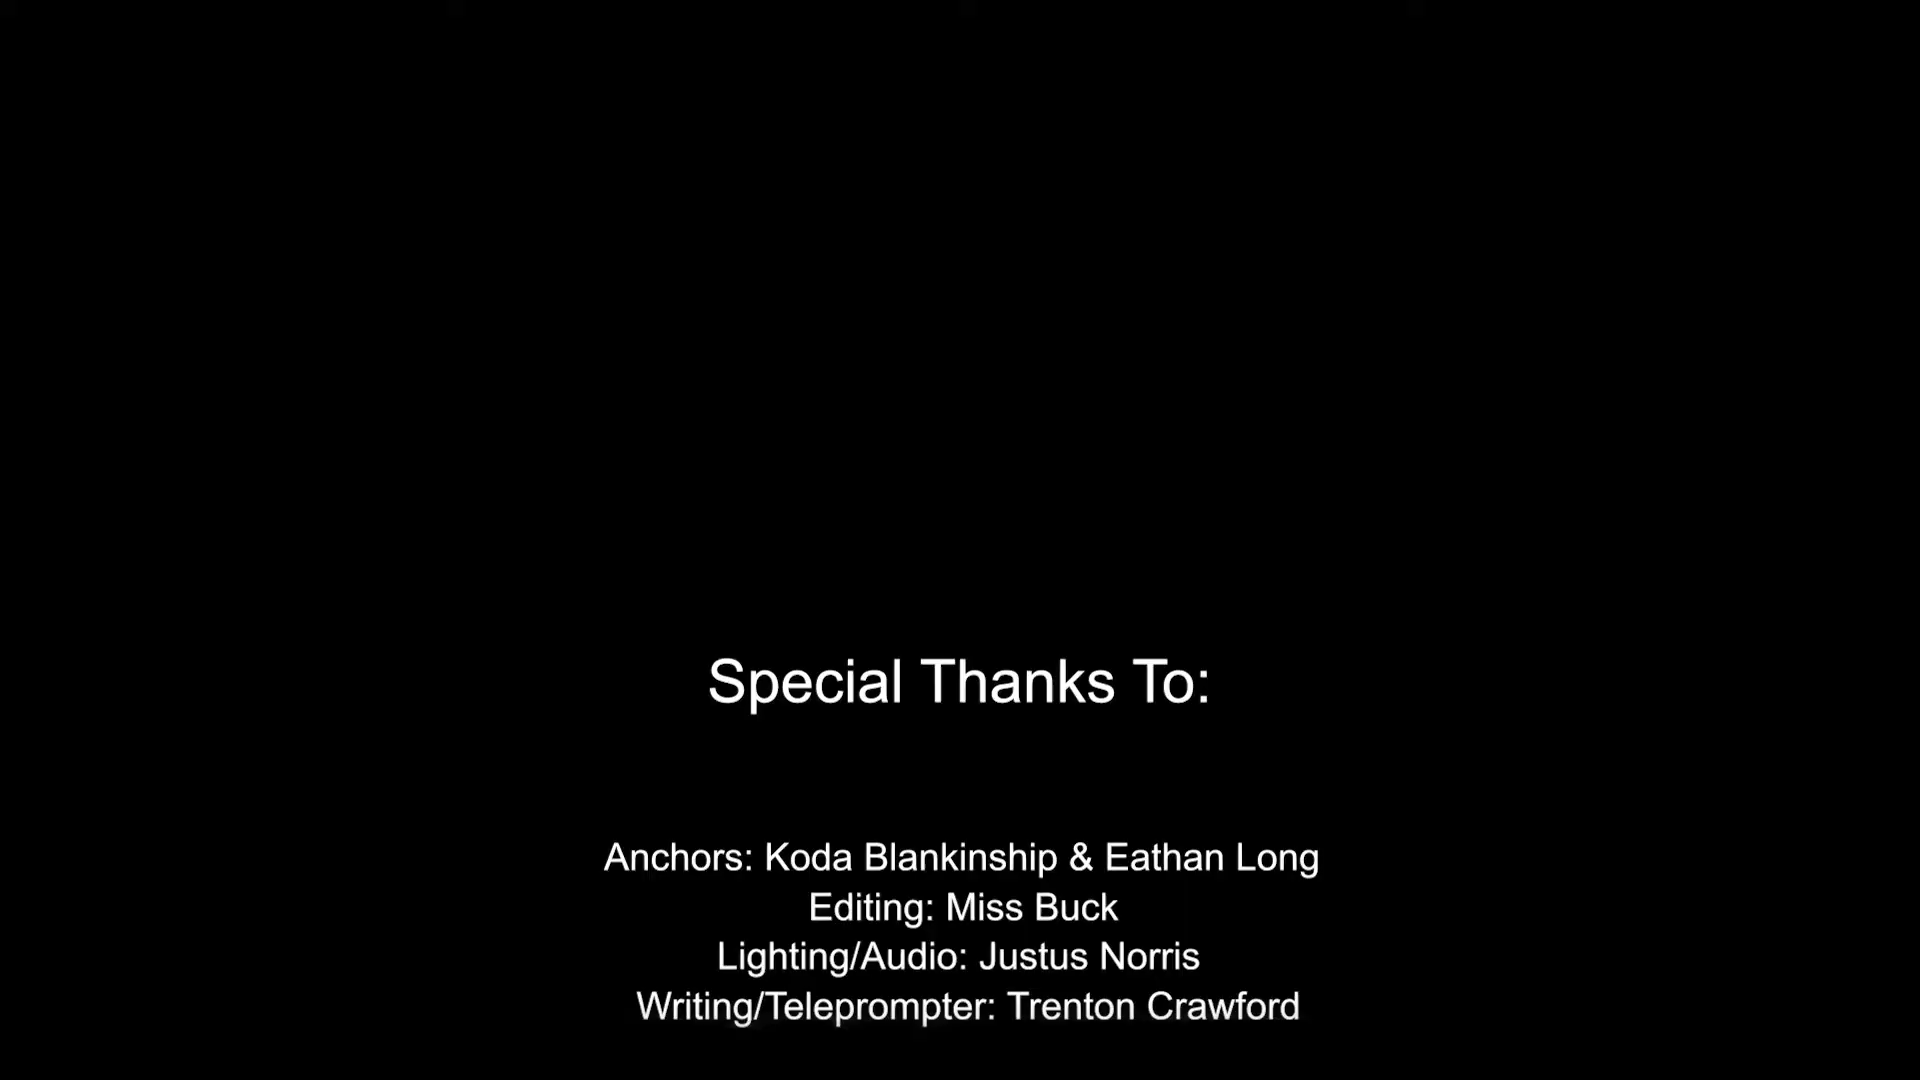 Special Thanks To:
Anchors: Koda Blankinship & Eathan Long
Editing: Miss Buck
Lighting/Audio: Justus Norris
Writing/Teleprompter: Trenton Crawford